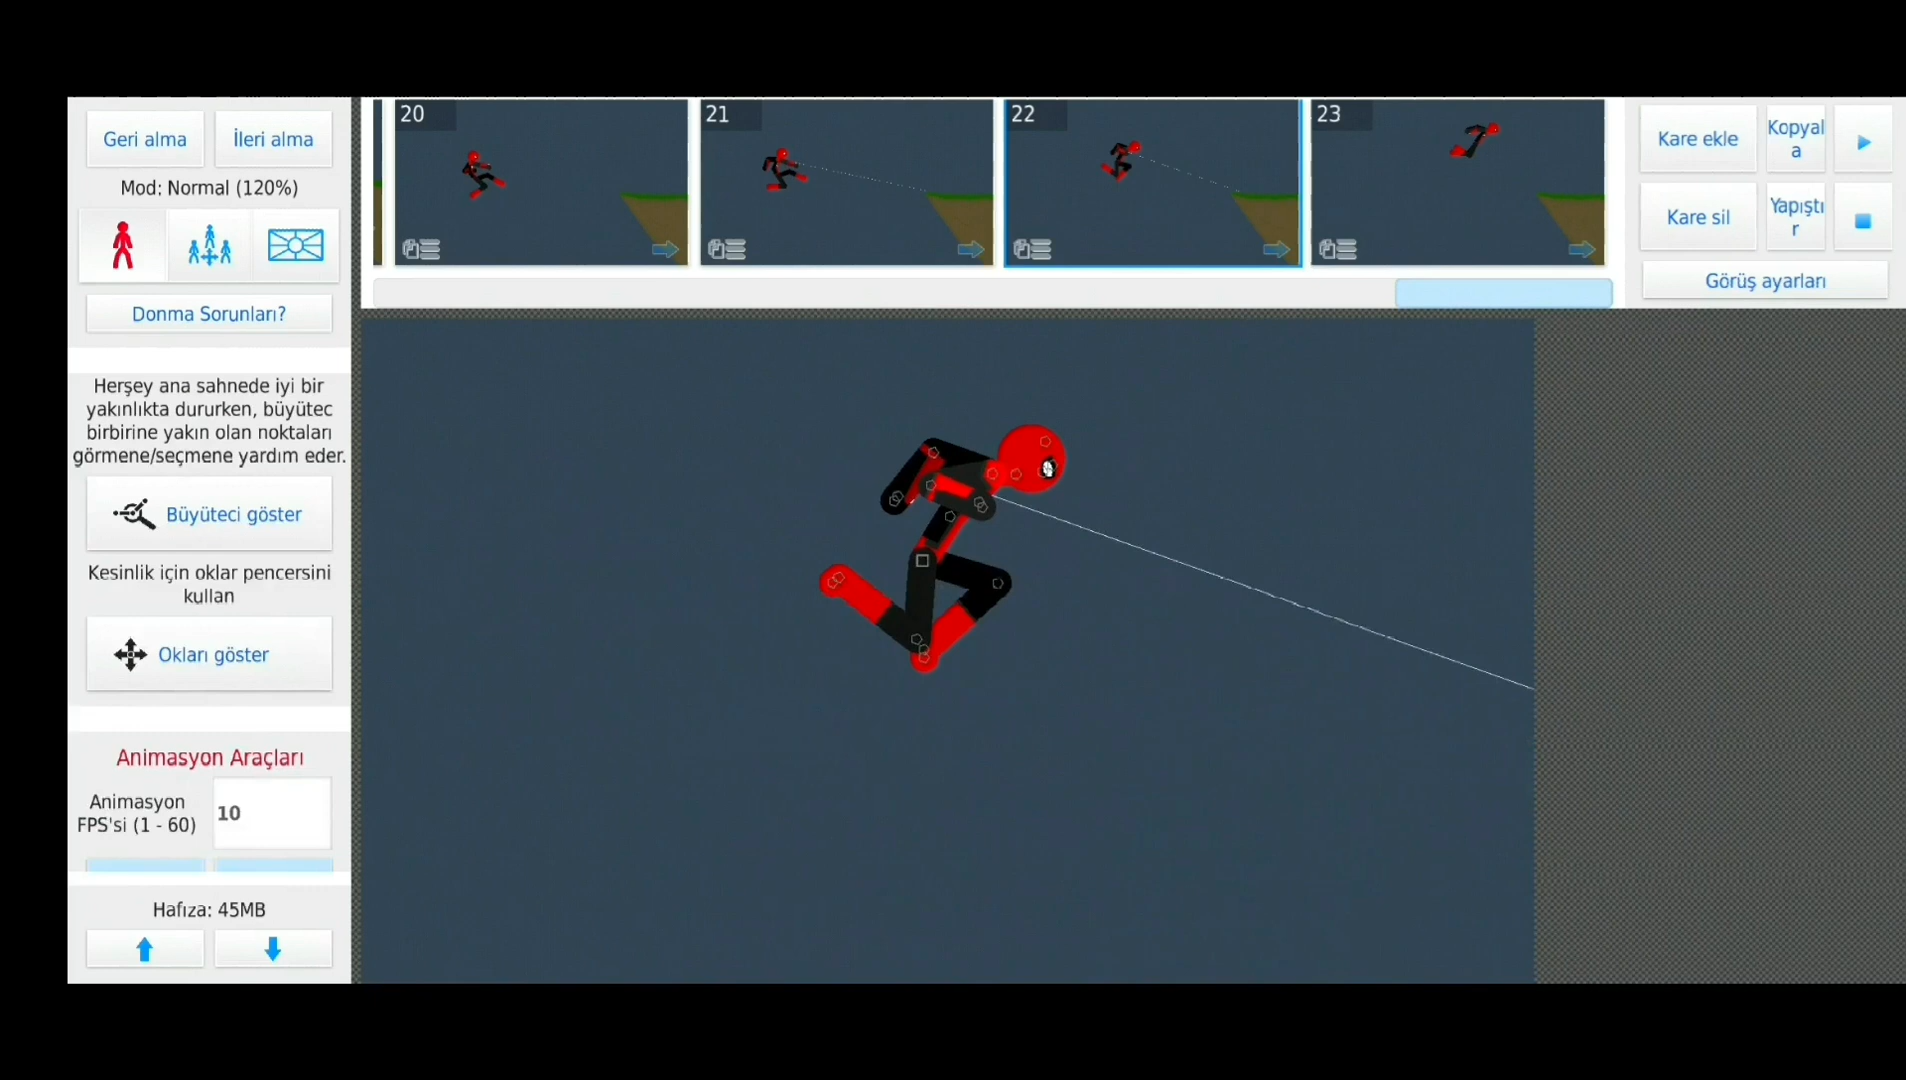 Geri alma
İleri alma
Mod: Normal (120%)
Donma Sorunları?
Herşey ana sahnede iyi bir
yakınlıkta dururken, büyütec
birbirine yakın olan noktaları
görmene/seçmene yardım eder.
Büyüteci göster
Kesinlik için oklar pencersini
kullan
Okları göster
Animasyon Araçları
Animasyon
FPS'si (1 - 60)
10
Hafıza: 45MB
20
21
22
23
Kare ekle
Kopyal
a
Kare sil
Yapıştı
r
Görüş ayarları